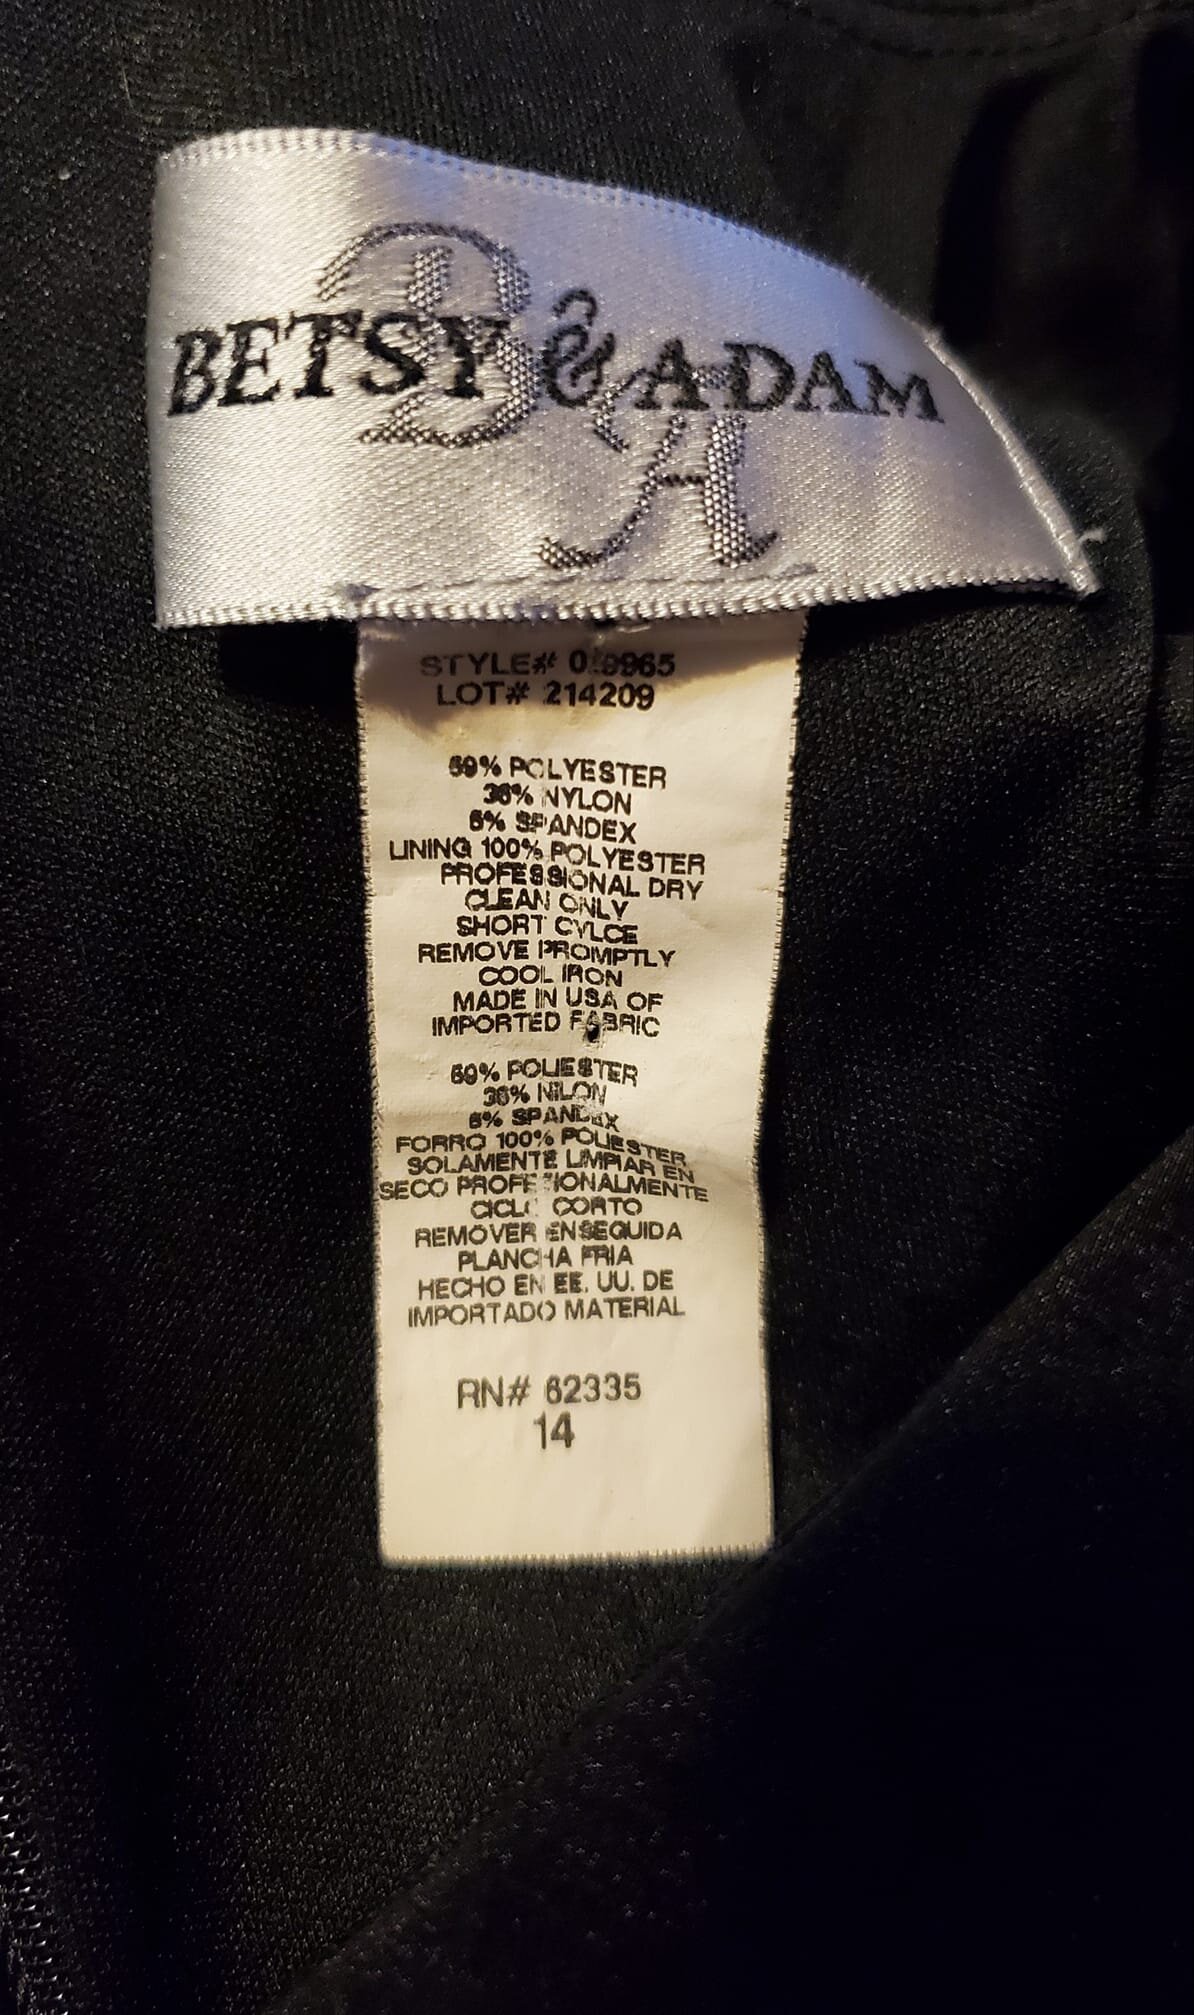 BETSY & ADAM
B & A
STYLE#
LOT# 214209
59% POLYESTER
36% NYLON
5% SPANDEX
LINING 100% POLYESTER
PROFESSIONAL DRY
CLEAN ONLY
SHORT CYLCE
REMOVE PROMPTLY
COOL IRON
MADE IN USA OF
IMPORTED FABRIC
59% POLIESTER
36% NILON
5% SPANDEX
FORRO 100% POLIESTER
SOLAMENTE LIMPIAR EN
SECO PROFESIONALMENTE
CICLO CORTO
REMOVER ENSEGUIDA
PLANCHA FRIA
HECHO EN EE. UU. DE
IMPORTADO MATERIAL
RN# 62335
14